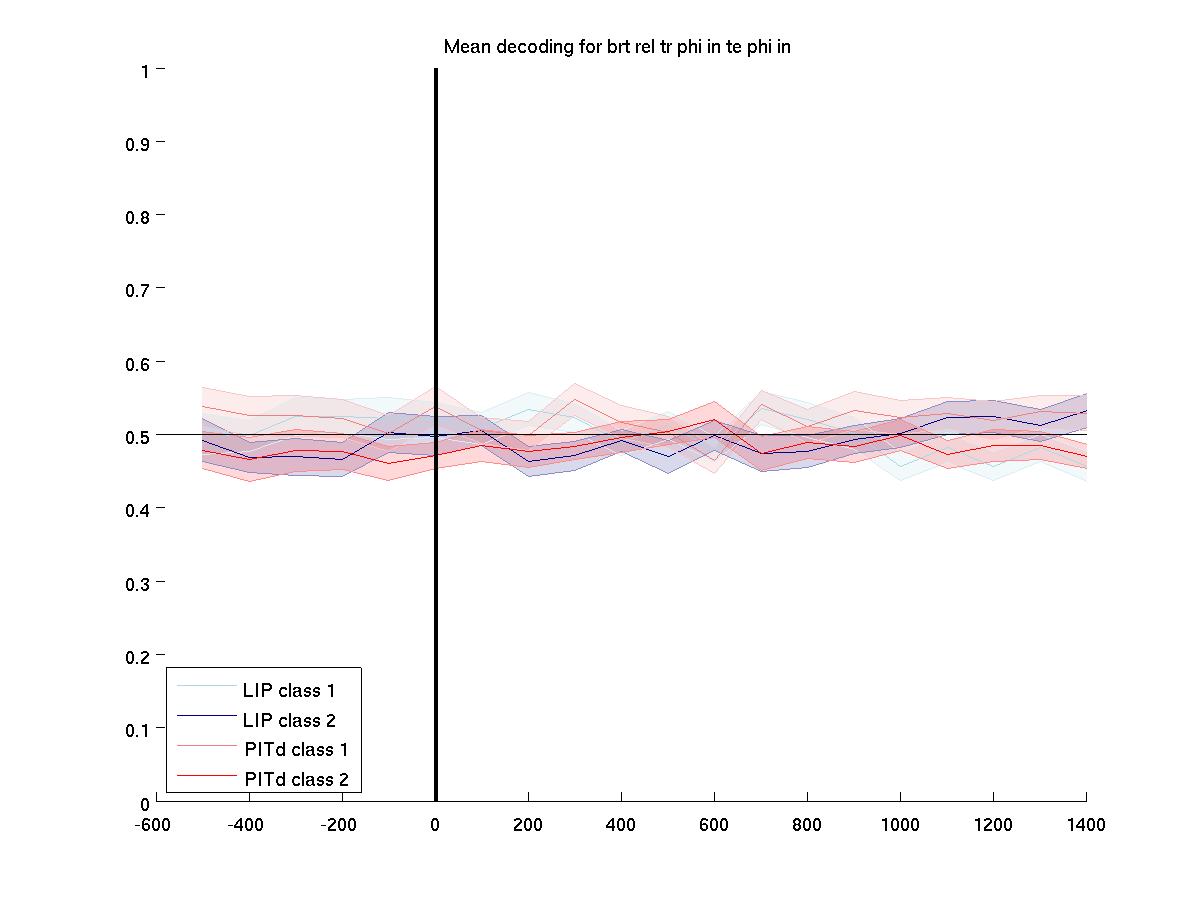 Mean decoding for brt rel tr phi in te phi in
1
0.9
0.8
0.7
0.6
0.5
0.4
0.3
0.2
0.1
0
LIP class 1
LIP class 2
PITd class 1
PITd class 2
-600 -400 -200 0 200 400 600 800 1000 1200 1400